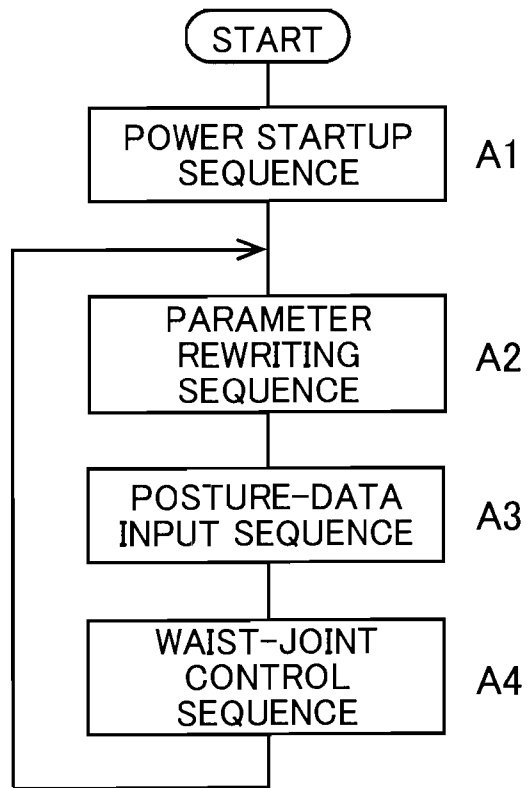 START
POWER STARTUP
SEQUENCE
A1
PARAMETER
REWRITING
SEQUENCE
A2
POSTURE-DATA
INPUT SEQUENCE
A3
WAIST-JOINT
CONTROL
SEQUENCE
A4